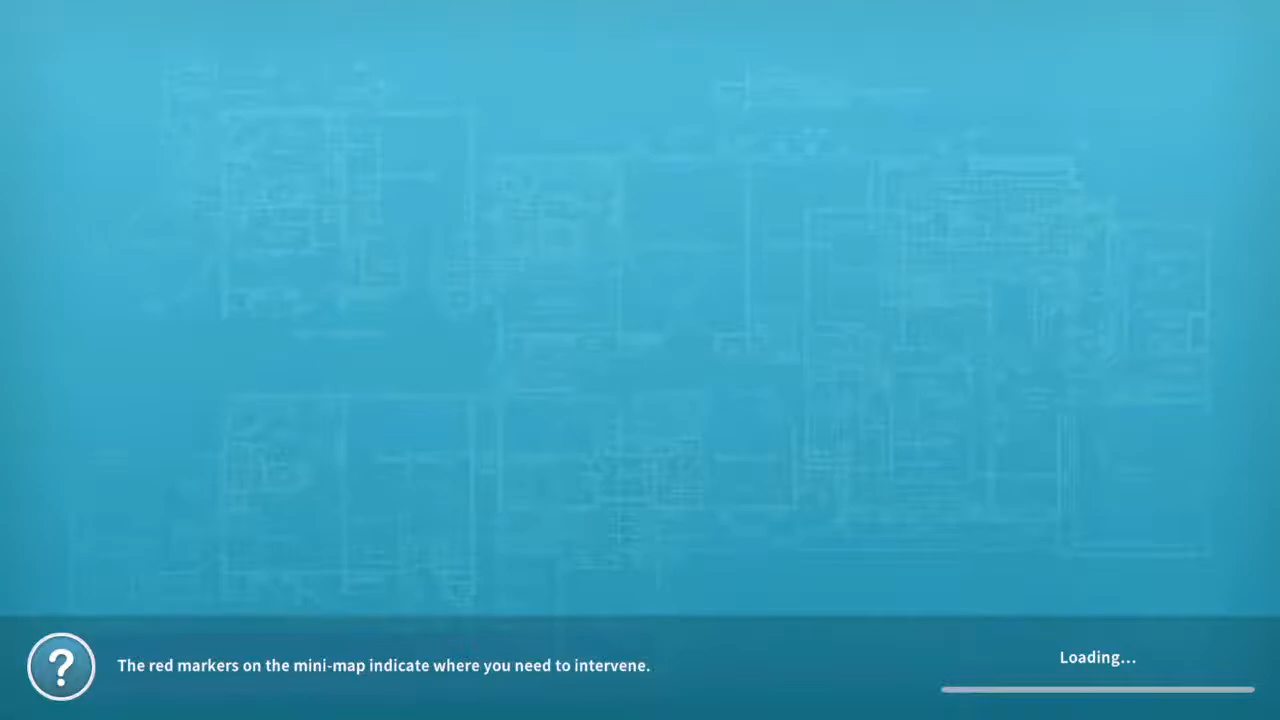 ?
The red markers on the mini-map indicate where you need to intervene.
Loading...